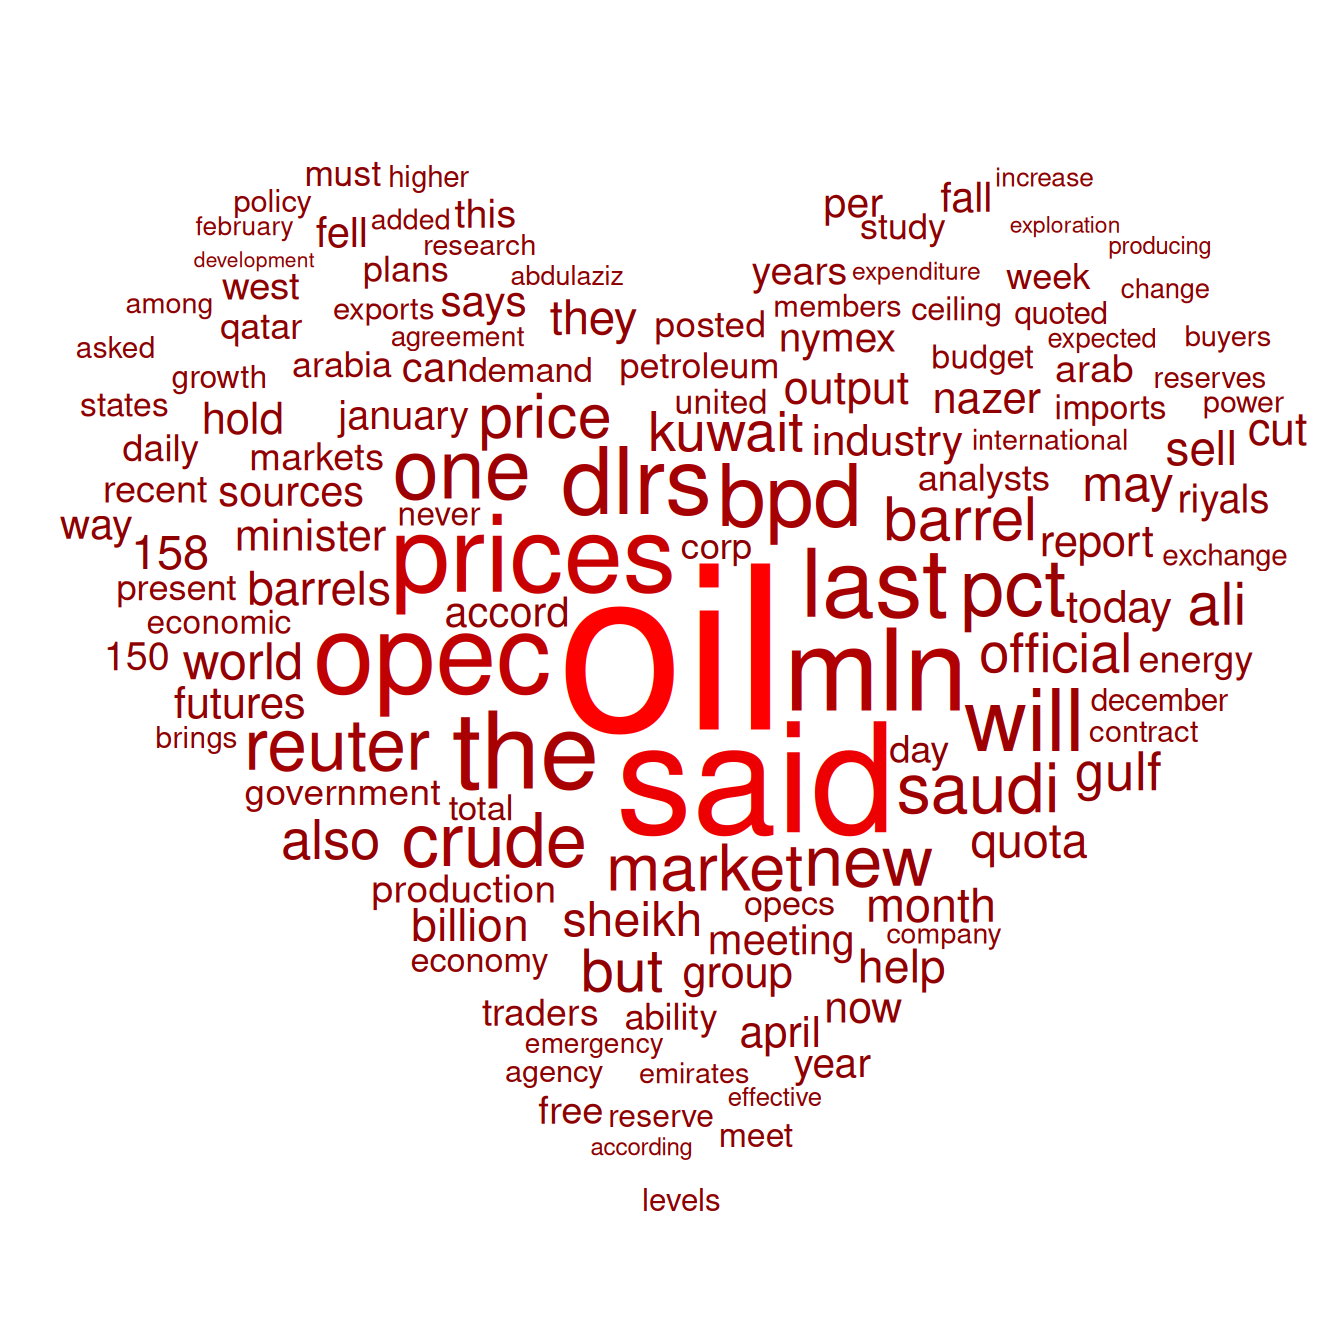 must higher
policy
february fell added this
research
per fall increase
study
exploration
producing
development plans abdulaziz
west
years expenditure week
change
among exports says they
members ceiling quoted
qatar agreement posted nymex
expected buyers
asked
arabia can demand petroleum
budget arab reserves
growth
states hold january price united output nazer imports power
kuwait industry international sell cut
daily markets one dlrs bpd analysts may riyals
recent sources
way never barrel report
158 minister prices corp exchange
present barrels accord last pct today ali
economic
150 world opec oil mln official energy
futures
brings reuter the said will december
contract
day
government total saudi gulf
also crude market new quota
production
billion sheikh opecs month
meeting company
economy but group help
traders ability april now
emergency
agency emirates year
effective
free reserve
according meet
levels